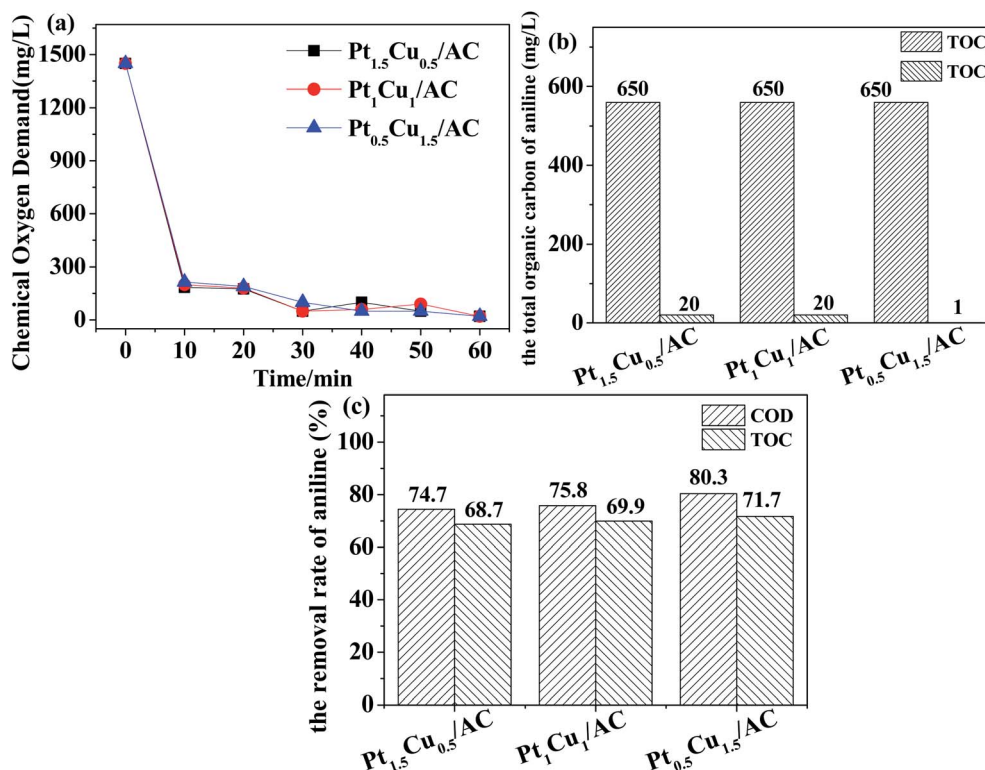 (a)
Chemical Oxygen Demand(mg/L)
1500
1200
900
600
300
0
Pt1.5Cu0.5/AC
Pt1Cu1/AC
Pt0.5Cu1.5/AC
0 10 20 30 40 50 60
Time/min
(b)
the total organic carbon of aniline (mg/L)
600
400
200
0
TOC
TOC
650 650 650
20 20 1
Pt1.5Cu0.5/AC Pt1Cu1/AC Pt0.5Cu1.5/AC
(c)
the removal rate of aniline (%)
100
80
60
40
20
0
COD
TOC
74.7 68.7 75.8 69.9 80.3 71.7
Pt1.5Cu0.5/AC Pt1Cu1/AC Pt0.5Cu1.5/AC